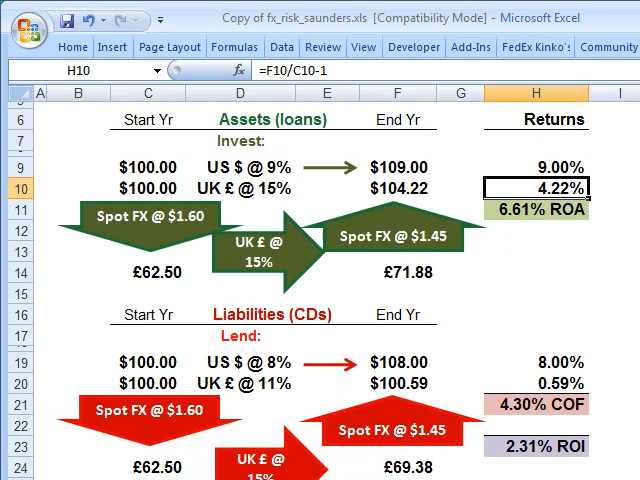 Copy of fx_risk_saunders.xls [Compatibility Mode] - Microsoft Excel
Home Insert Page Layout Formulas Data Review View Developer Add-Ins FedEx Kinko's Community
H10 fx =F10/C10-1
A B C D E F G H I
6 Start Yr Assets (loans) End Yr Returns
7 Invest:
9 $100.00 US $ @ 9% $109.00 9.00%
10 $100.00 UK £ @ 15% $104.22 4.22%
11 Spot FX @ $1.60 6.61% ROA
12 UK £ @ Spot FX @ $1.45
13 15%
14 £62.50 £71.88
15
16 Start Yr Liabilities (CDs) End Yr
17 Lend:
19 $100.00 US $ @ 8% $108.00 8.00%
20 $100.00 UK £ @ 11% $100.59 0.59%
21 Spot FX @ $1.60 4.30% COF
22 Spot FX @ $1.45
23 UK £ @ 2.31% ROI
24 £62.50 15% £69.38